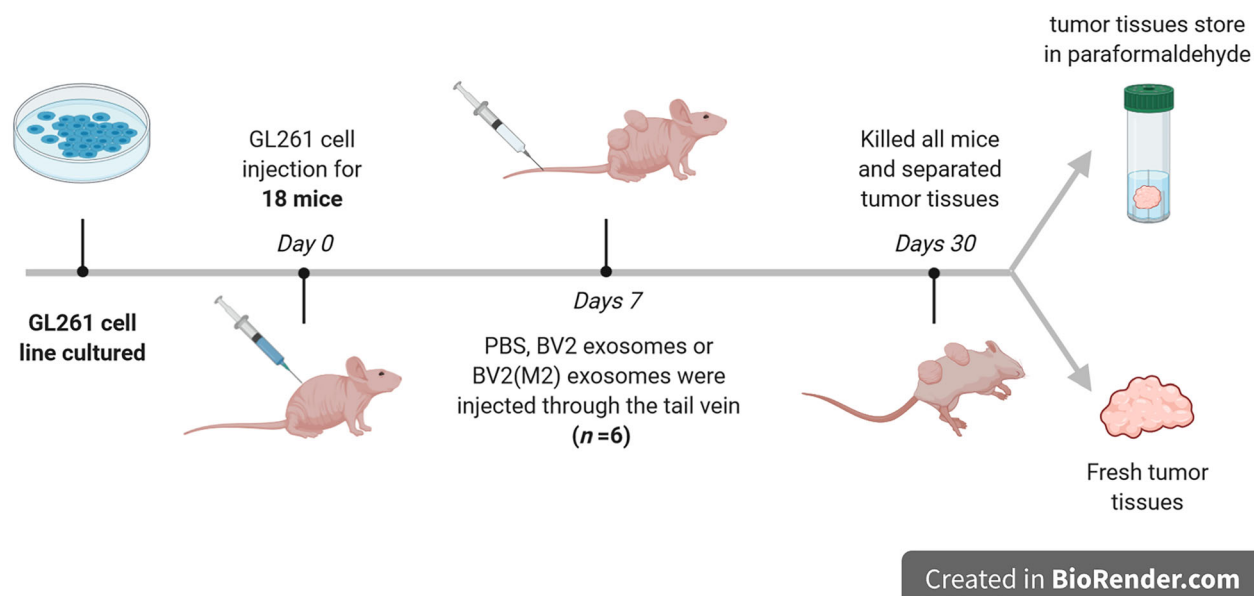 GL261 cell
line cultured
GL261 cell
injection for
18 mice
Day 0
Days 7
PBS, BV2 exosomes or
BV2(M2) exosomes were
injected through the tail vein
(n =6)
Killed all mice
and separated
tumor tissues
Days 30
tumor tissues store
in paraformaldehyde
Fresh tumor
tissues
Created in BioRender.com